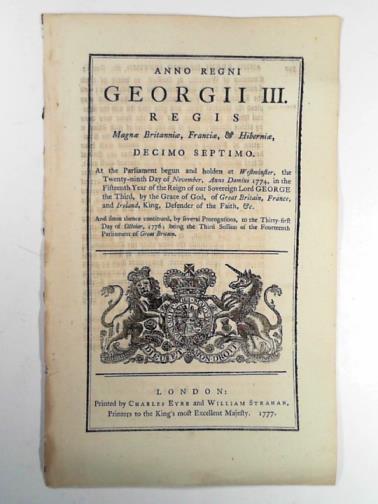 ANNO REGNI
GEORGII III.
REGIS
Magnæ Britanniæ, Franciæ, & Hiberniæ,
DECIMO SEPTIMO.
At the Parliament begun and holden at Westminster, the
Twenty-ninth Day of November, Anno Domini 1774, in the
Fifteenth Year of the Reign of our Sovereign Lord GEORGE
the Third, by the Grace of God, of Great Britain, France,
and Ireland, King, Defender of the Faith, &c.
And from thence continued, by several Prorogations, to the Thirty-first
Day of October, 1776; being the Third Session of the Fourteenth
Parliament of Great Britain.
LONDON:
Printed by CHARLES EYRE and WILLIAM STRAHAN,
Printers to the King's most Excellent Majesty. 1777.